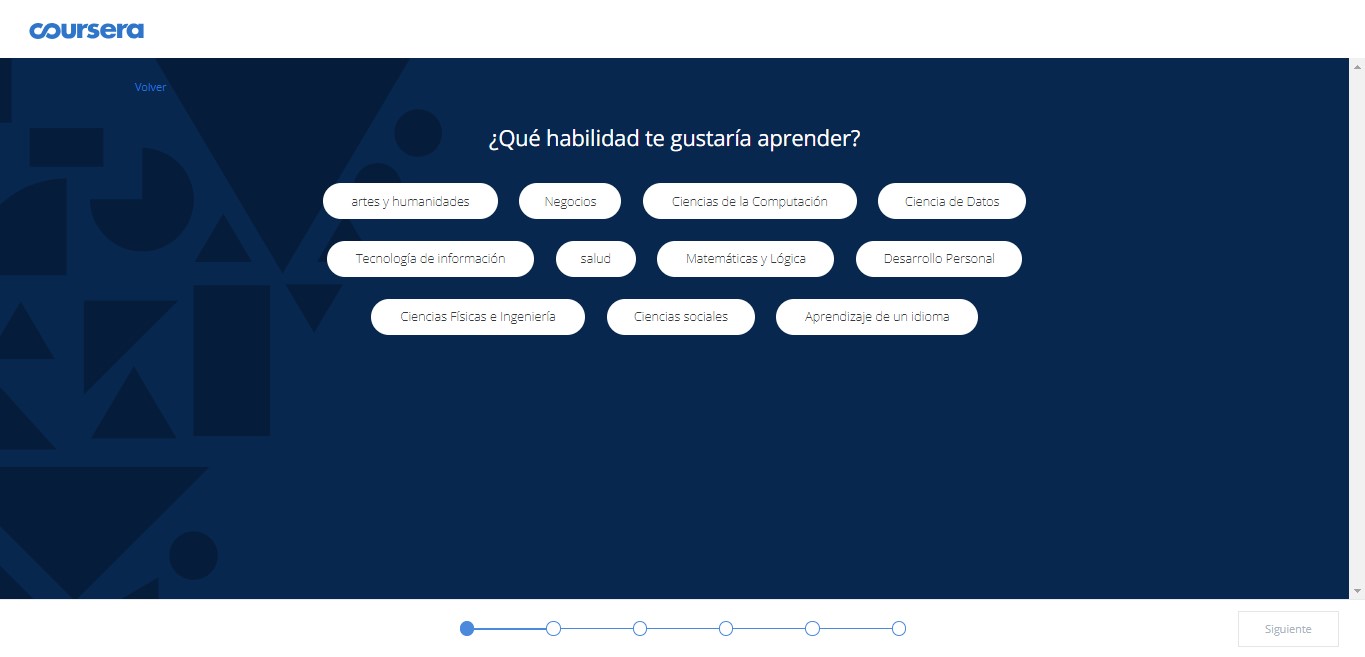 coursera
Volver
¿Qué habilidad te gustaría aprender?
artes y humanidades Negocios Ciencias de la Computación Ciencia de Datos
Tecnología de información salud Matemáticas y Lógica Desarrollo Personal
Ciencias Físicas e Ingeniería Ciencias sociales Aprendizaje de un idioma
Siguiente